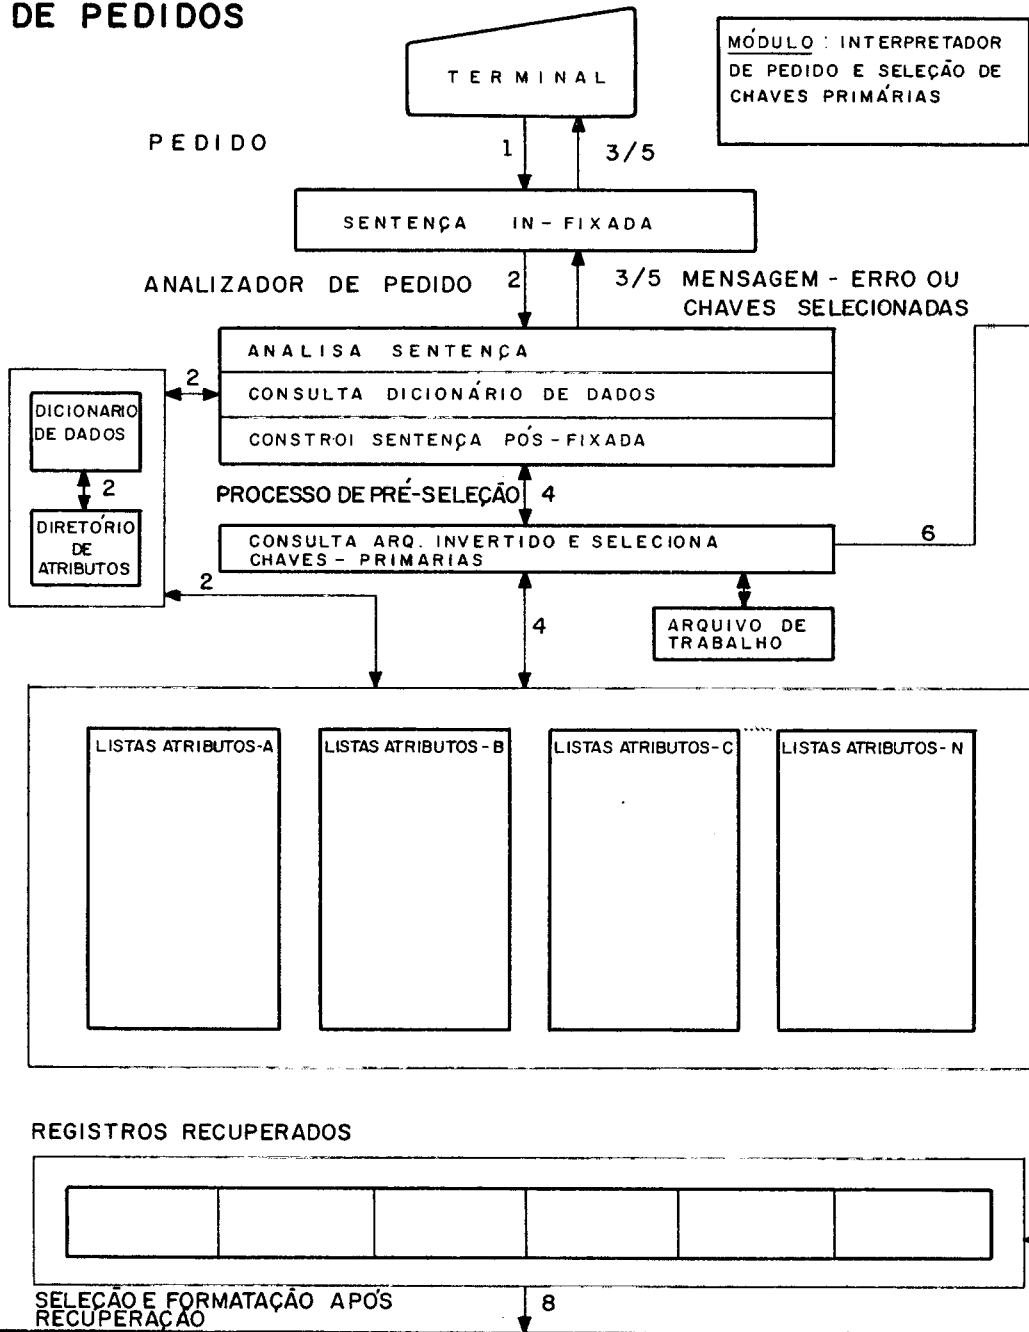 DE PEDIDOS
TERMINAL
MÓDULO : INTERPRETADOR
DE PEDIDO E SELEÇÃO DE
CHAVES PRIMÁRIAS
PEDIDO
1
3/5
SENTENÇA IN-FIXADA
ANALIZADOR DE PEDIDO
2
3/5
MENSAGEM - ERRO OU
CHAVES SELECIONADAS
ANALISA SENTENÇA
CONSULTA DICIONÁRIO DE DADOS
CONSTROI SENTENÇA PÓS-FIXADA
2
DICIONARIO
DE DADOS
2
DIRETÓRIO
DE
ATRIBUTOS
PROCESSO DE PRÉ-SELEÇÃO
4
CONSULTA ARQ. INVERTIDO E SELECIONA
CHAVES - PRIMARIAS
6
2
4
ARQUIVO DE
TRABALHO
LISTAS ATRIBUTOS-A
LISTAS ATRIBUTOS - B
LISTAS ATRIBUTOS - C
LISTAS ATRIBUTOS - N
REGISTROS RECUPERADOS
SELEÇÃO E FORMATAÇÃO APÓS
RECUPERAÇÃO
8